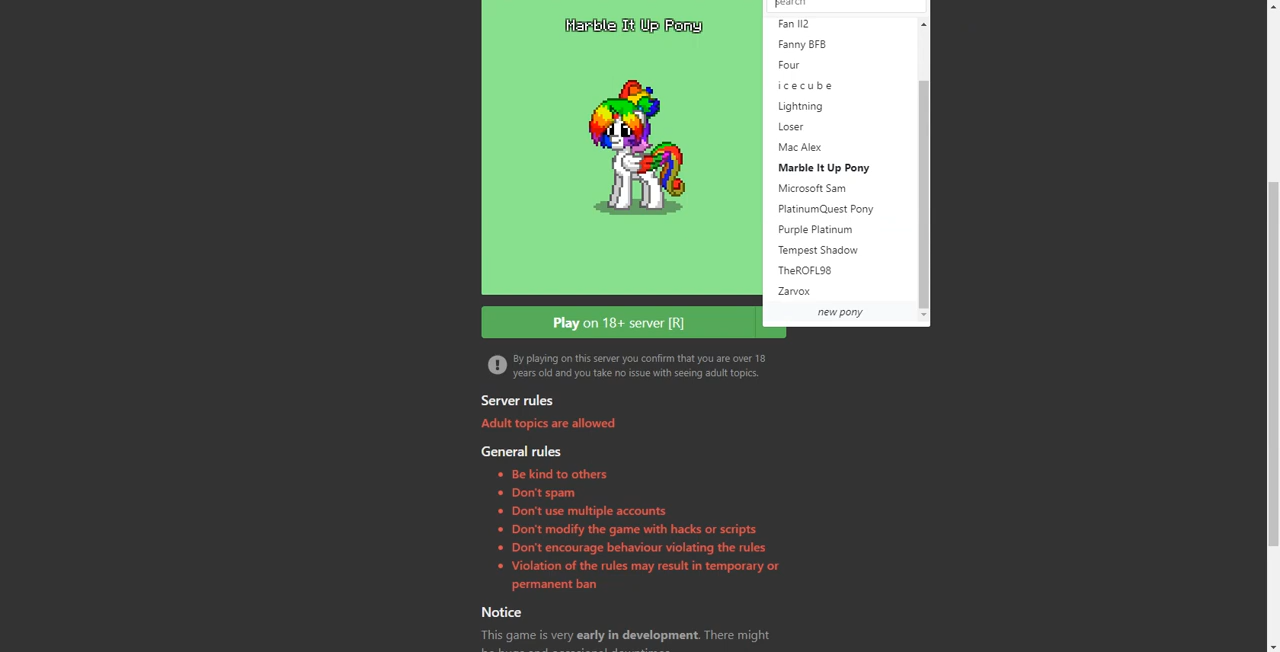 Marble It Up Pony
Search
Fan II2
Fanny BFB
Four
i c e c u b e
Lightning
Loser
Mac Alex
Marble It Up Pony
Microsoft Sam
PlatinumQuest Pony
Purple Platinum
Tempest Shadow
TheROFL98
Zarvox
new pony
Play on 18+ server [R]
By playing on this server you confirm that you are over 18
years old and you take no issue with seeing adult topics.
Server rules
Adult topics are allowed
General rules
Be kind to others
Don't spam
Don't use multiple accounts
Don't modify the game with hacks or scripts
Don't encourage behaviour violating the rules
Violation of the rules may result in temporary or
permanent ban
Notice
This game is very early in development. There might
be bugs and occasional downtimes.